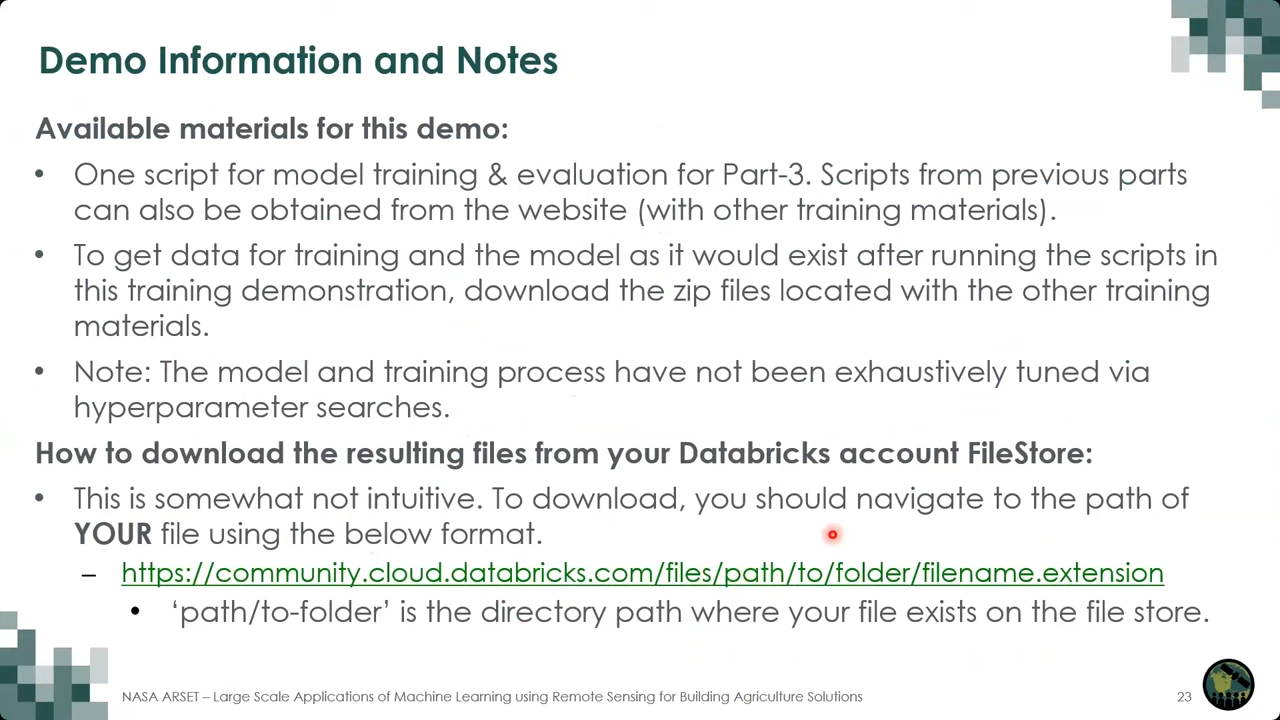 Demo Information and Notes
Available materials for this demo:
• One script for model training & evaluation for Part-3. Scripts from previous parts
can also be obtained from the website (with other training materials).
• To get data for training and the model as it would exist after running the scripts in
this training demonstration, download the zip files located with the other training
materials.
• Note: The model and training process have not been exhaustively tuned via
hyperparameter searches.
How to download the resulting files from your Databricks account FileStore:
• This is somewhat not intuitive. To download, you should navigate to the path of
YOUR file using the below format.
– https://community.cloud.databricks.com/files/path/to/folder/filename.extension
• ‘path/to-folder’ is the directory path where your file exists on the file store.
NASA ARSET – Large Scale Applications of Machine Learning using Remote Sensing for Building Agriculture Solutions
23